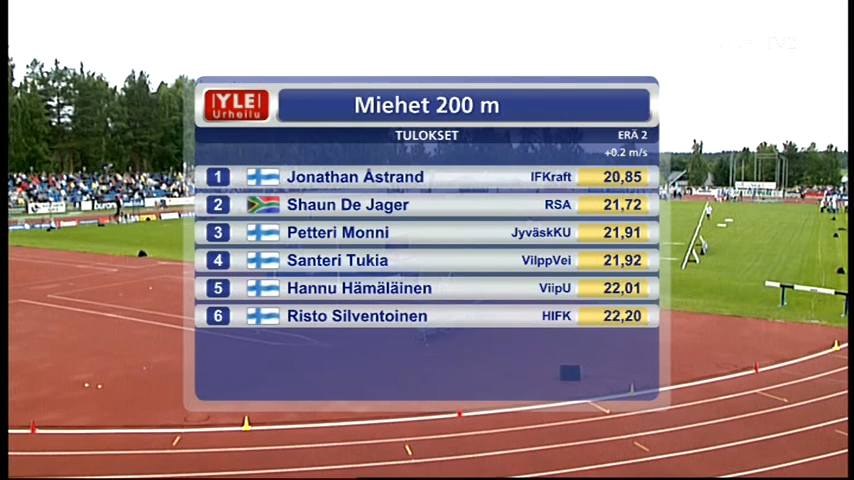 YLE
Urheilu
Miehet 200 m
TULOKSET ERÄ 2
+0.2 m/s
1 Jonathan Åstrand IFKraft 20,85
2 Shaun De Jager RSA 21,72
3 Petteri Monni JyväskKU 21,91
4 Santeri Tukia VilppVei 21,92
5 Hannu Hämäläinen ViipU 22,01
6 Risto Silventoinen HIFK 22,20